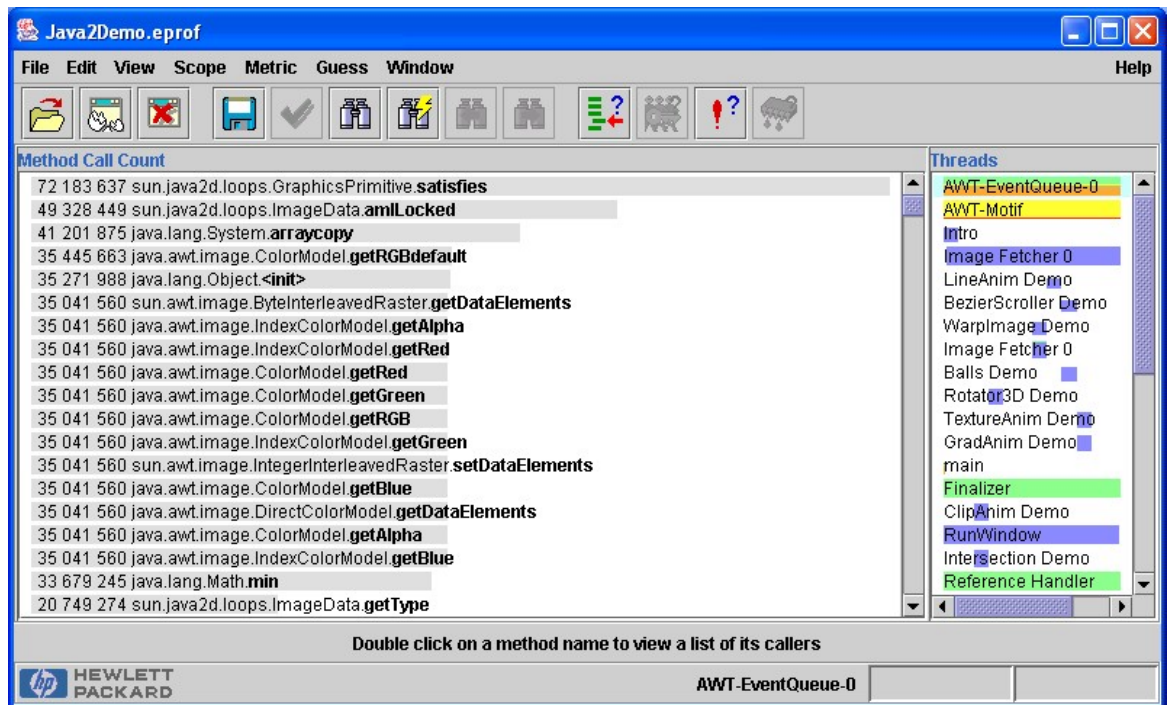 Java2Demo.eprof
File Edit View Scope Metric Guess Window Help
Method Call Count
72 183 637 sun.java2d.loops.GraphicsPrimitive.satisfies
49 328 449 sun.java2d.loops.ImageData.amILocked
41 201 875 java.lang.System.arraycopy
35 445 663 java.awt.image.ColorModel.getRGBdefault
35 271 988 java.lang.Object.<init>
35 041 560 sun.awt.image.ByteInterleavedRaster.getDataElements
35 041 560 java.awt.image.IndexColorModel.getAlpha
35 041 560 java.awt.image.IndexColorModel.getRed
35 041 560 java.awt.image.ColorModel.getRed
35 041 560 java.awt.image.ColorModel.getGreen
35 041 560 java.awt.image.ColorModel.getRGB
35 041 560 java.awt.image.IndexColorModel.getGreen
35 041 560 sun.awt.image.IntegerInterleavedRaster.setDataElements
35 041 560 java.awt.image.ColorModel.getBlue
35 041 560 java.awt.image.DirectColorModel.getDataElements
35 041 560 java.awt.image.ColorModel.getAlpha
35 041 560 java.awt.image.IndexColorModel.getBlue
33 679 245 java.lang.Math.min
20 749 274 sun.java2d.loops.ImageData.getType
Threads
AWT-EventQueue-0
AWT-Motif
Intro
Image Fetcher 0
LineAnim Demo
BezierScroller Demo
WarpImage Demo
Image Fetcher 0
Balls Demo
Rotator3D Demo
TextureAnim Demo
GradAnim Demo
main
Finalizer
ClipAnim Demo
RunWindow
Intersection Demo
Reference Handler
Double click on a method name to view a list of its callers
hp HEWLETT
PACKARD
AWT-EventQueue-0